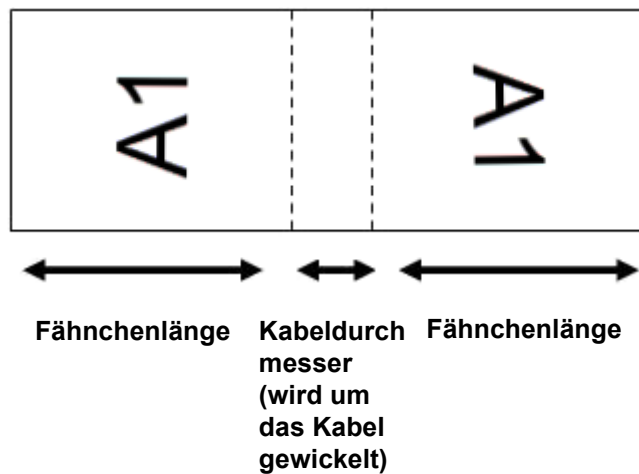 A1
A1
Fähnchenlänge
Kabeldurch
messer
(wird um
das Kabel
gewickelt)
Fähnchenlänge